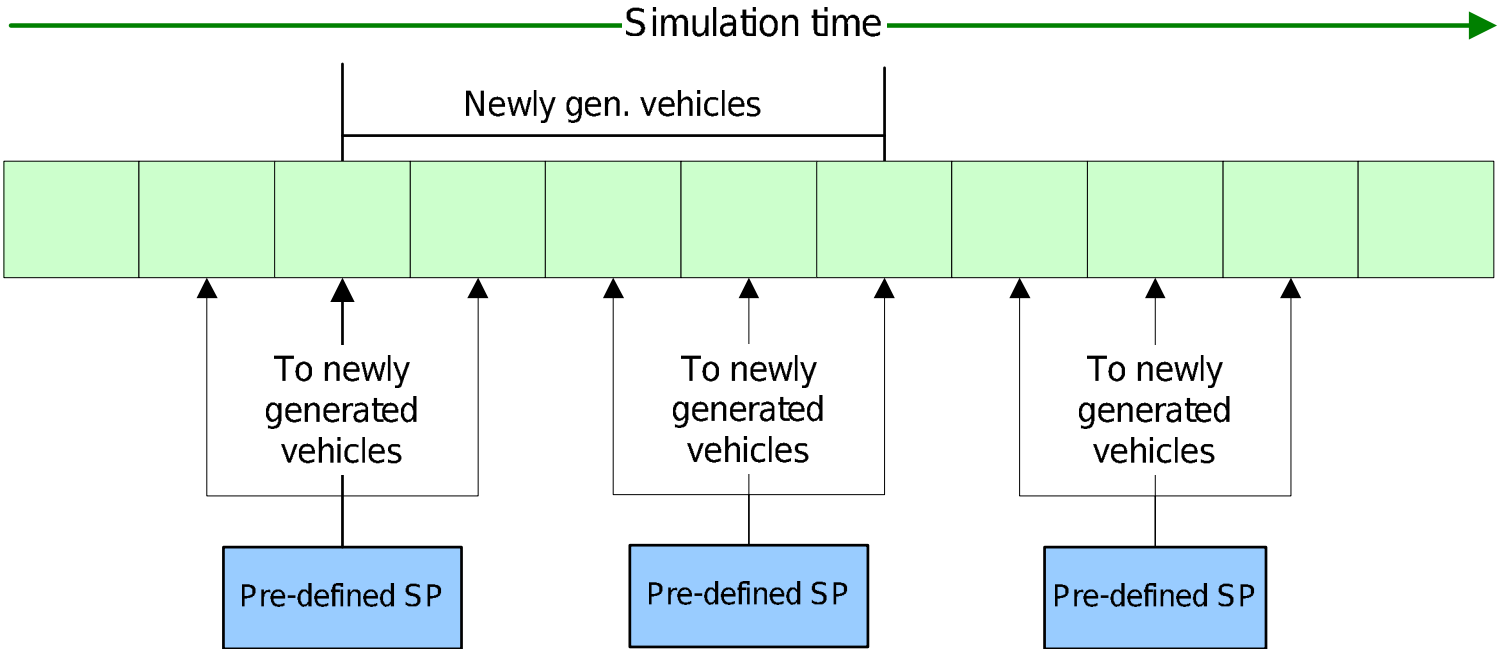 Simulation time
Newly gen. vehicles
To newly
generated
vehicles
To newly
generated
vehicles
To newly
generated
vehicles
Pre-defined SP
Pre-defined SP
Pre-defined SP